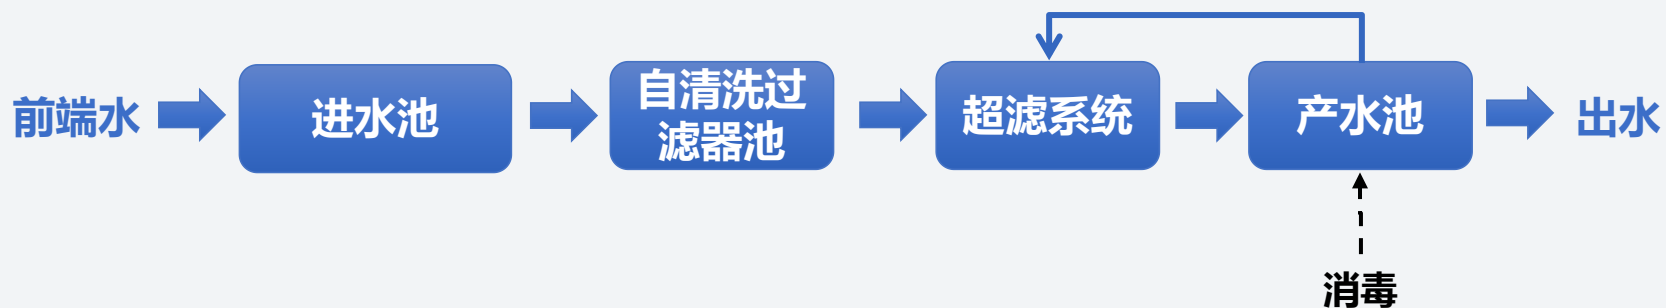 前端水
进水池
自清洗过
滤器池
超滤系统
产水池
出水
消毒